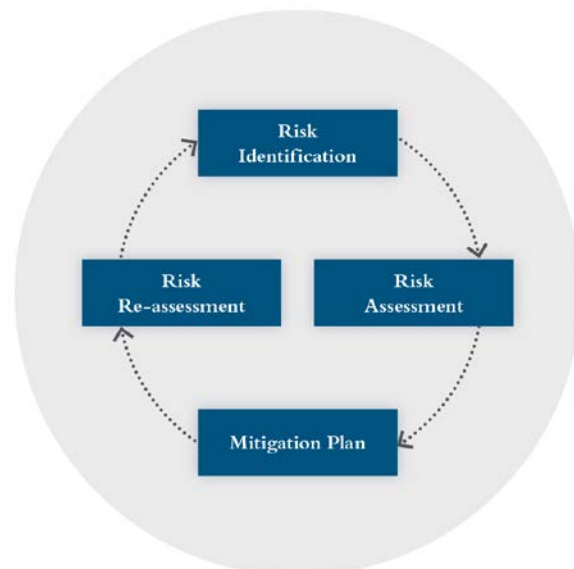 Risk
Identification
Risk
Re-assessment
Risk
Assessment
Mitigation Plan